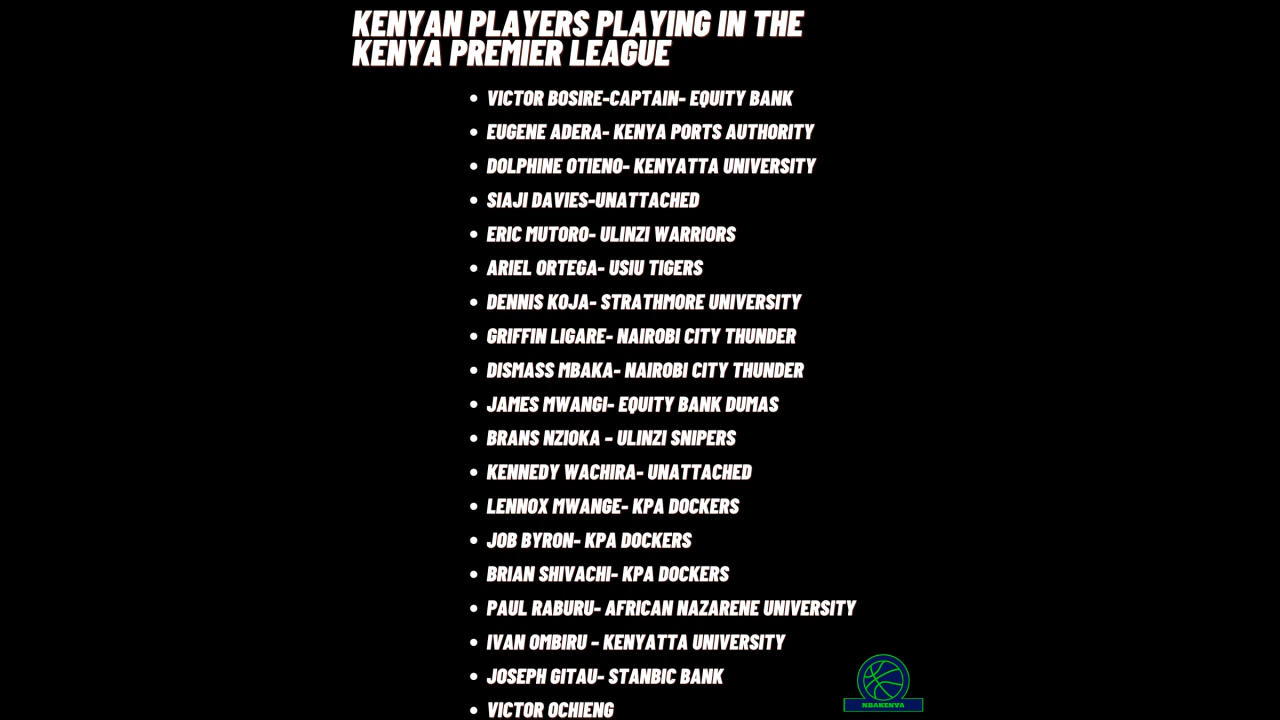 KENYAN PLAYERS PLAYING IN THE
KENYA PREMIER LEAGUE
• VICTOR BOSIRE-CAPTAIN- EQUITY BANK
• EUGENE ADERA- KENYA PORTS AUTHORITY
• DOLPHINE OTIENO- KENYATTA UNIVERSITY
• SIAJI DAVIES-UNATTACHED
• ERIC MUTORO- ULINZI WARRIORS
• ARIEL ORTEGA- USIU TIGERS
• DENNIS KOJA- STRATHMORE UNIVERSITY
• GRIFFIN LIGARE- NAIROBI CITY THUNDER
• DISMASS MBAKA- NAIROBI CITY THUNDER
• JAMES MWANGI- EQUITY BANK DUMAS
• BRANS NZIOKA – ULINZI SNIPERS
• KENNEDY WACHIRA- UNATTACHED
• LENNOX MWANGE- KPA DOCKERS
• JOB BYRON- KPA DOCKERS
• BRIAN SHIVACHI- KPA DOCKERS
• PAUL RABURU- AFRICAN NAZARENE UNIVERSITY
• IVAN OMBIRU – KENYATTA UNIVERSITY
• JOSEPH GITAU- STANBIC BANK
• VICTOR OCHIENG
NBAKENYA